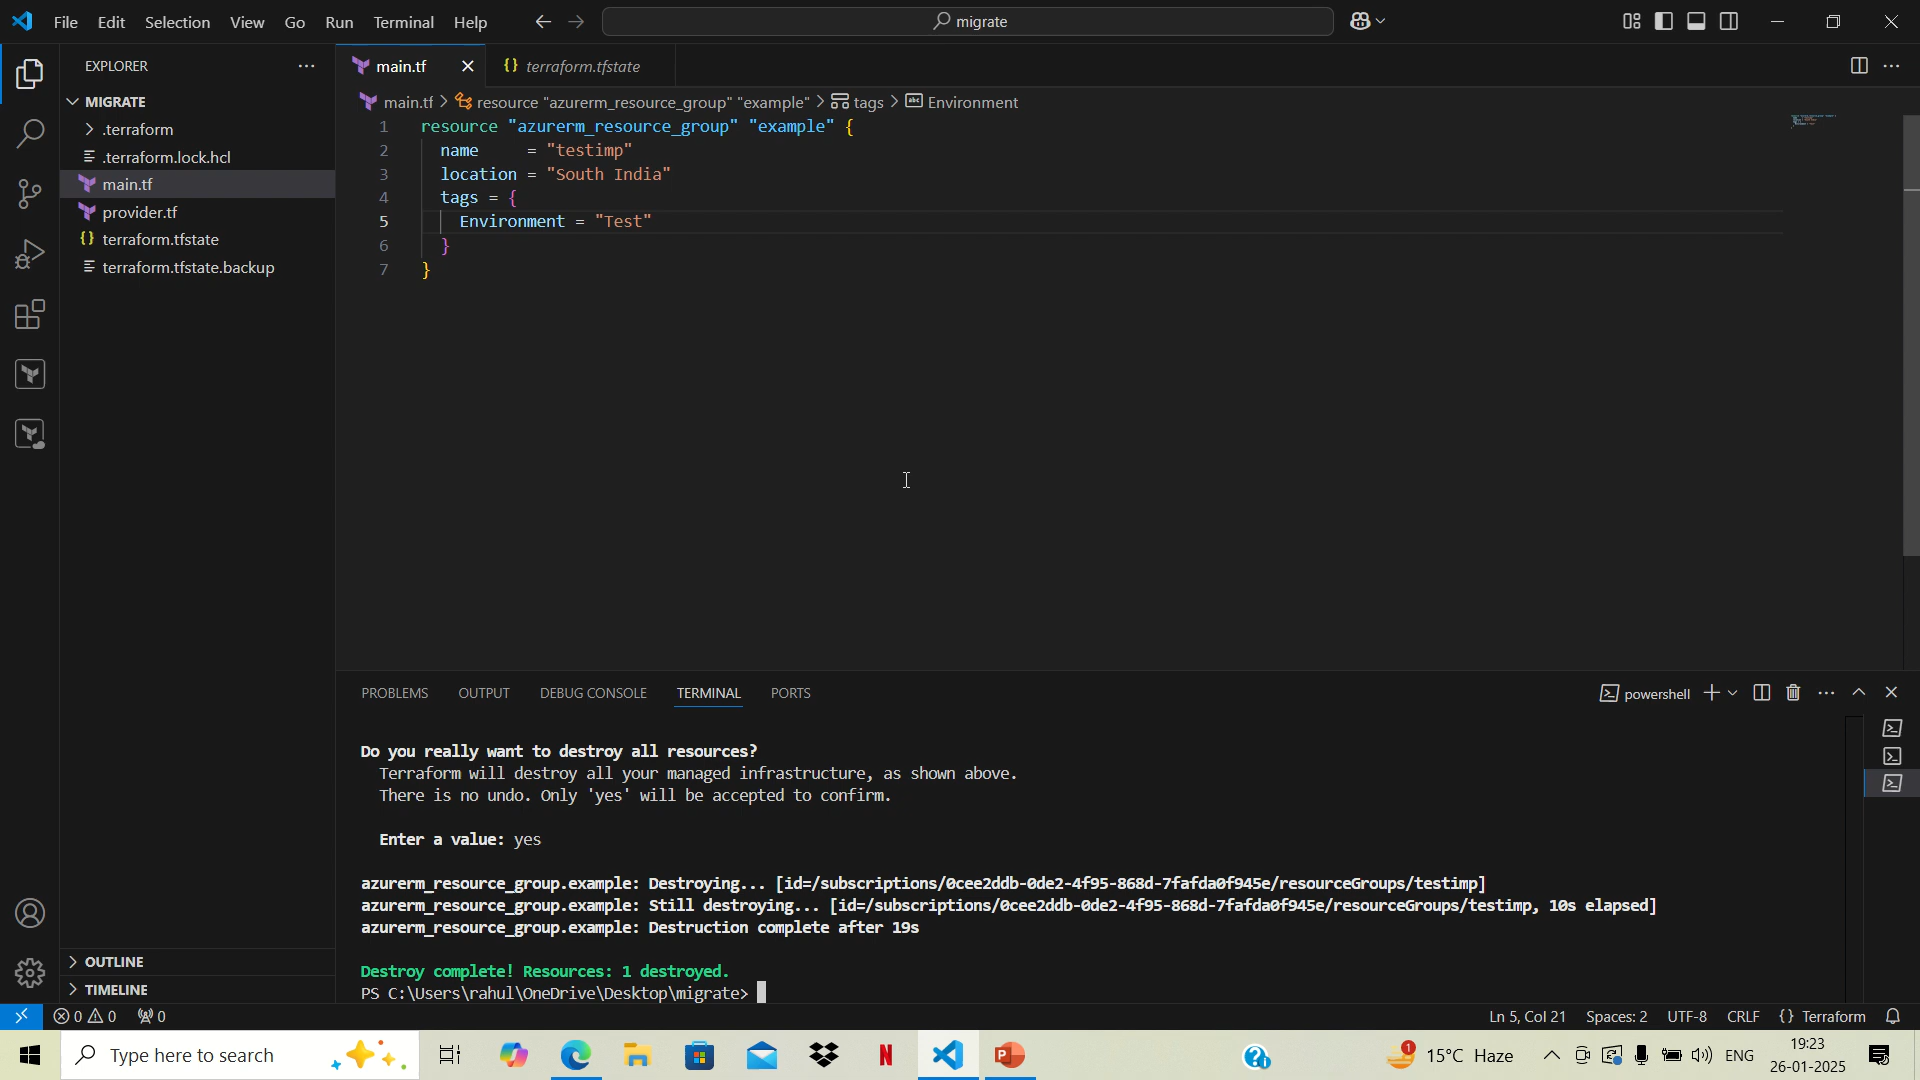 File Edit Selection View Go Run Terminal Help
migrate
EXPLORER
MIGRATE
.terraform
.terraform.lock.hcl
main.tf
provider.tf
terraform.tfstate
terraform.tfstate.backup
OUTLINE
TIMELINE
main.tf
terraform.tfstate
main.tf > resource "azurerm_resource_group" "example" > tags > Environment
1 resource "azurerm_resource_group" "example" {
2 name = "testimp"
3 location = "South India"
4 tags = {
5 Environment = "Test"
6 }
7 }
PROBLEMS OUTPUT DEBUG CONSOLE TERMINAL PORTS
powershell
Do you really want to destroy all resources?
Terraform will destroy all your managed infrastructure, as shown above.
There is no undo. Only 'yes' will be accepted to confirm.
Enter a value: yes
azurerm_resource_group.example: Destroying... [id=/subscriptions/0cee2ddb-0de2-4f95-868d-7fafda0f945e/resourceGroups/testimp]
azurerm_resource_group.example: Still destroying... [id=/subscriptions/0cee2ddb-0de2-4f95-868d-7fafda0f945e/resourceGroups/testimp, 10s elapsed]
azurerm_resource_group.example: Destruction complete after 19s
Destroy complete! Resources: 1 destroyed.
PS C:\Users\rahul\OneDrive\Desktop\migrate>
0 0 0
Ln 5, Col 21 Spaces: 2 UTF-8 CRLF {} Terraform
Type here to search
N
P
1
15°C Haze
ENG
19:23
26-01-2025